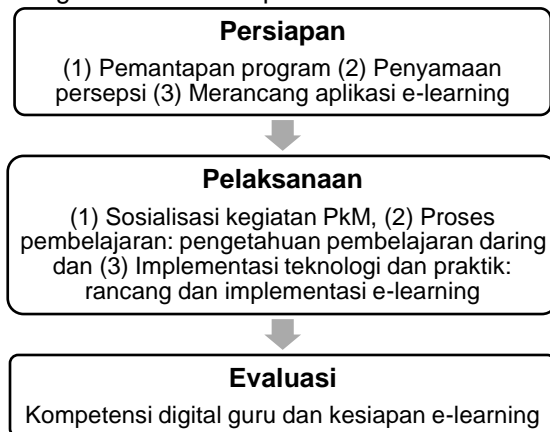 Persiapan
(1) Pemantapan program (2) Penyamaan
persepsi (3) Merancang aplikasi e-learning
Pelaksanaan
(1) Sosialisasi kegiatan PkM, (2) Proses
pembelajaran: pengetahuan pembelajaran daring
dan (3) Implementasi teknologi dan praktik:
rancang dan implementasi e-learning
Evaluasi
Kompetensi digital guru dan kesiapan e-learning